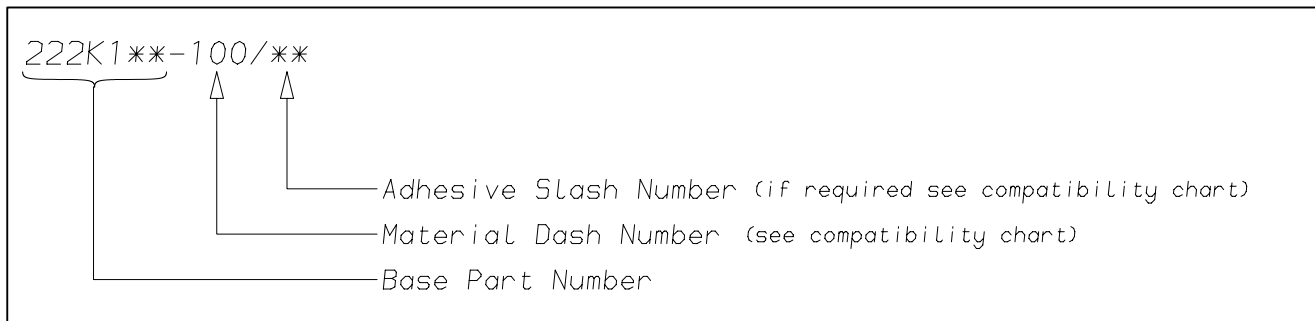 222K1**-100/**
Adhesive Slash Number (if required see compatibility chart)
Material Dash Number (see compatibility chart)
Base Part Number